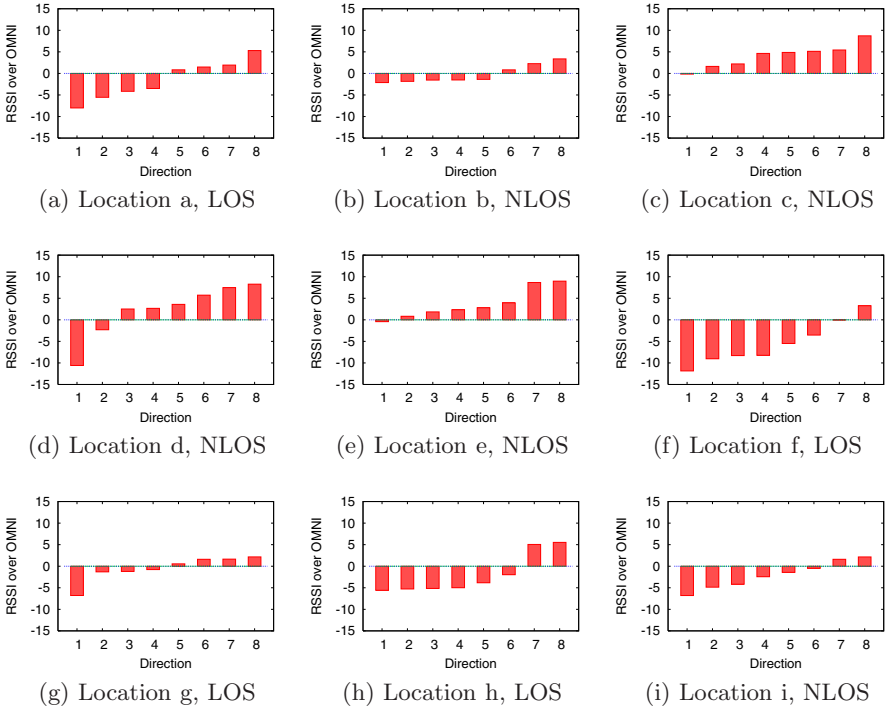 RSSI over OMNI
15
10
5
0
-5
-10
-15
1 2 3 4 5 6 7 8
Direction
(a) Location a, LOS
RSSI over OMNI
15
10
5
0
-5
-10
-15
1 2 3 4 5 6 7 8
Direction
(b) Location b, NLOS
RSSI over OMNI
15
10
5
0
-5
-10
-15
1 2 3 4 5 6 7 8
Direction
(c) Location c, NLOS
RSSI over OMNI
15
10
5
0
-5
-10
-15
1 2 3 4 5 6 7 8
Direction
(d) Location d, NLOS
RSSI over OMNI
15
10
5
0
-5
-10
-15
1 2 3 4 5 6 7 8
Direction
(e) Location e, NLOS
RSSI over OMNI
15
10
5
0
-5
-10
-15
1 2 3 4 5 6 7 8
Direction
(f) Location f, LOS
RSSI over OMNI
15
10
5
0
-5
-10
-15
1 2 3 4 5 6 7 8
Direction
(g) Location g, LOS
RSSI over OMNI
15
10
5
0
-5
-10
-15
1 2 3 4 5 6 7 8
Direction
(h) Location h, LOS
RSSI over OMNI
15
10
5
0
-5
-10
-15
1 2 3 4 5 6 7 8
Direction
(i) Location i, NLOS